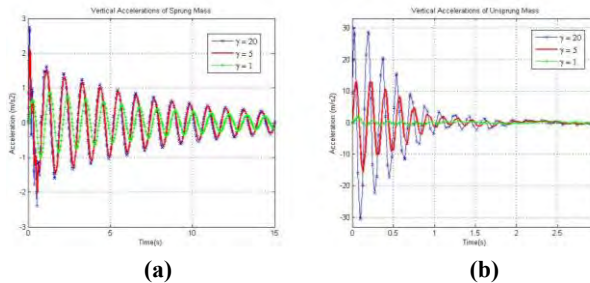 Vertical Accelerations of Sprung Mass
γ = 20
γ = 5
γ = 1
Acceleration (m/s2)
3
2
1
0
-1
-2
-3
0
5
10
15
Time(s)
(a)
Vertical Accelerations of Unsprung Mass
γ = 20
γ = 5
γ = 1
Acceleration (m/s2)
30
20
10
0
-10
-20
-30
0
0.5
1
1.5
2
2.5
Time(s)
(b)